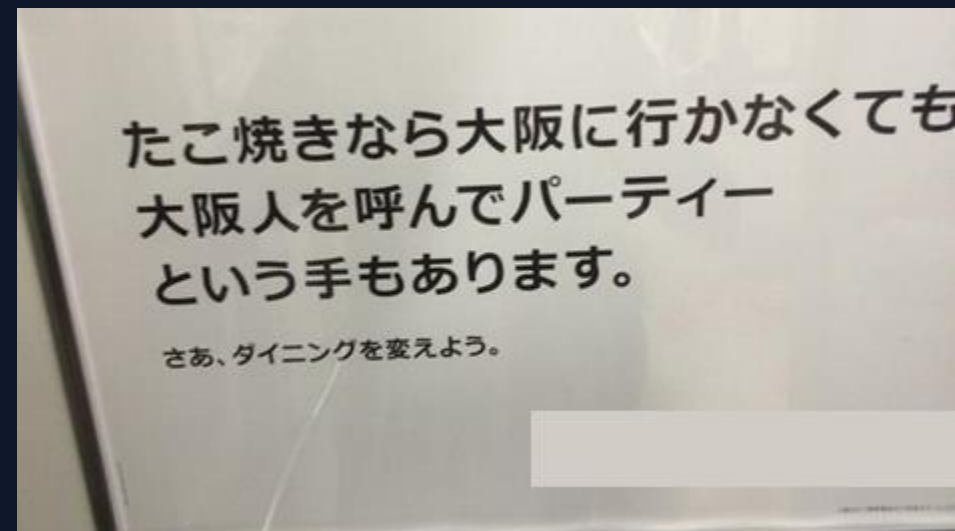 たこ焼きなら大阪に行かなくても
大阪人を呼んでパーティー
という手もあります。
さあ、ダイニングを変えよう。